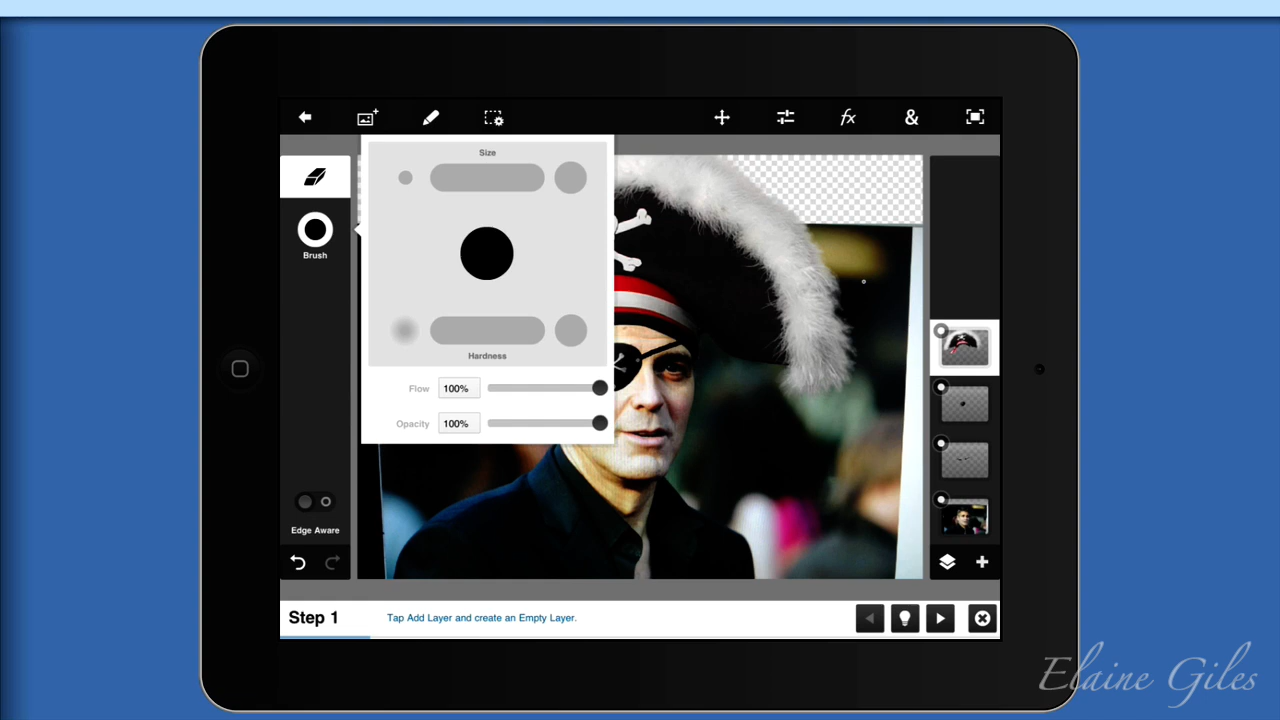 fx
&
Size
Brush
Hardness
Flow
100%
Opacity
100%
Edge Aware
Step 1
Tap Add Layer and create an Empty Layer.
Elaine Giles